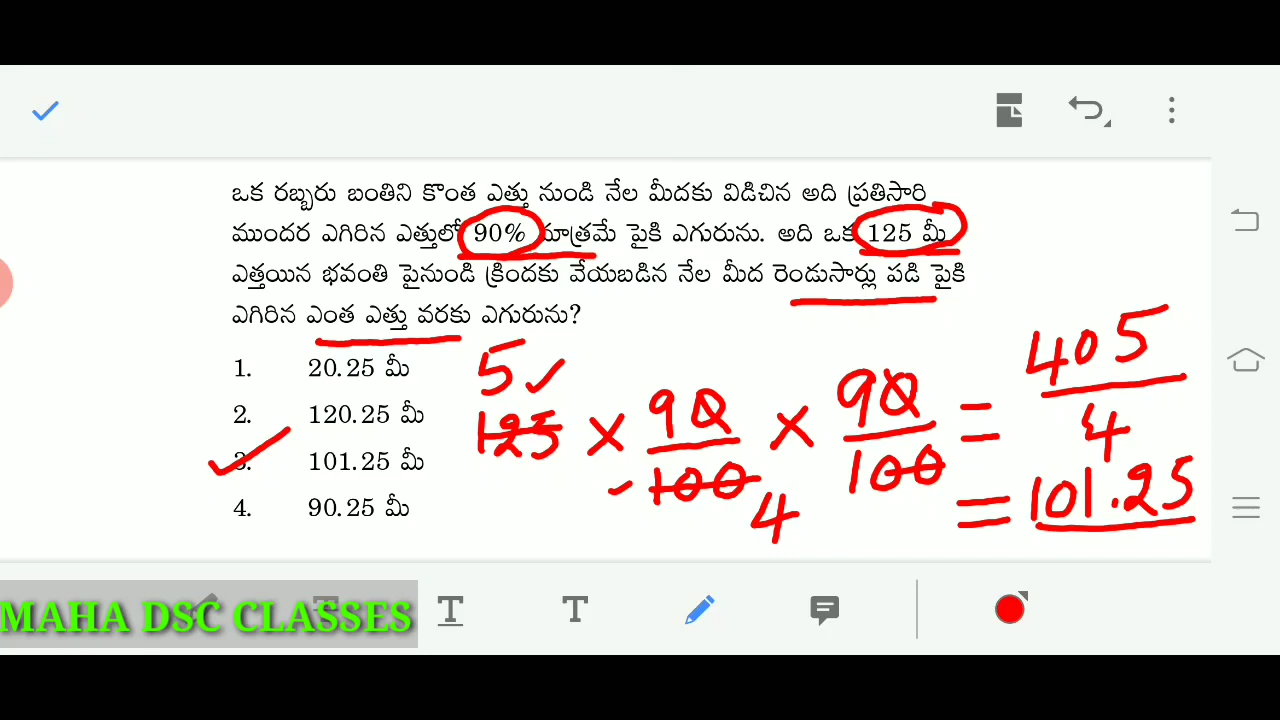 ఒక రబ్బరు బంతిని కొంత ఎత్తు నుండి నేల మీదకు విడిచిన అది ప్రతిసారి
ముందర ఎగిరిన ఎత్తులో 90% మాత్రమే పైకి ఎగురును. అది ఒక 125 మీ
ఎత్తయిన భవంతి పైనుండి క్రిందకు వేయబడిన నేల మీద రెండుసార్లు పడి పైకి
ఎగిరిన ఎంత ఎత్తు వరకు ఎగురును?
1. 20.25 మీ
2. 120.25 మీ
3. 101.25 మీ
4. 90.25 మీ
5
125 × 90/100 × 90/100 = 405/4
4
= 101.25
MAHA DSC CLASSES
T T